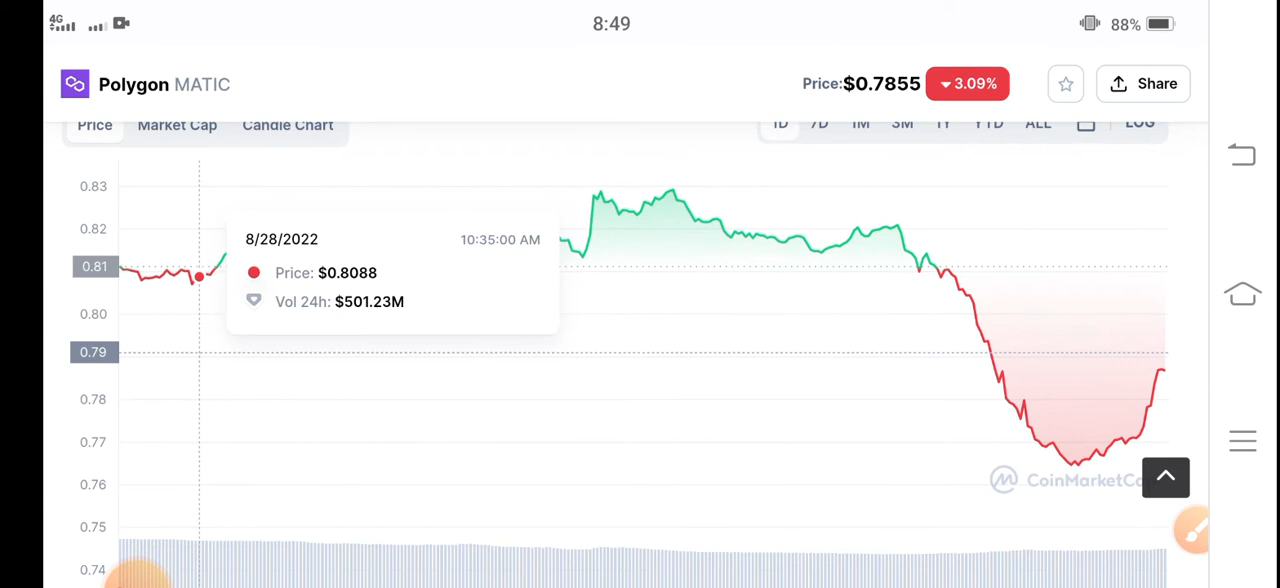 4G 8:49 88%
Polygon MATIC Price:$0.7855 3.09% Share
Price Market Cap Candle Chart 1D 7D 1M 3M 1Y YTD ALL LOG
0.83
0.82
0.81
0.80
0.79
0.78
0.77
0.76
0.75
0.74
8/28/2022 10:35:00 AM
Price: $0.8088
Vol 24h: $501.23M
CoinMarketC